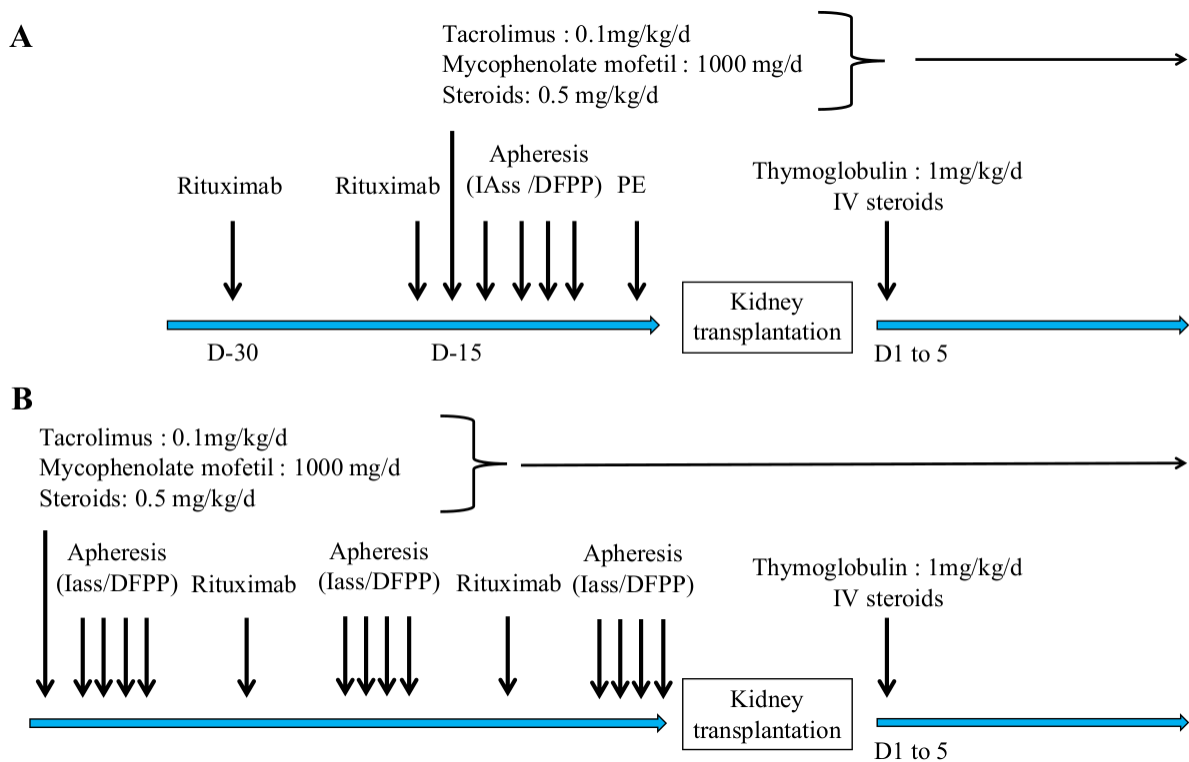 A
Tacrolimus : 0.1mg/kg/d
Mycophenolate mofetil : 1000 mg/d
Steroids: 0.5 mg/kg/d
Rituximab
Rituximab
Apheresis
(IAss /DFPP)
PE
Thymoglobulin : 1mg/kg/d
IV steroids
Kidney
transplantation
D-30
D-15
D1 to 5
B
Tacrolimus : 0.1mg/kg/d
Mycophenolate mofetil : 1000 mg/d
Steroids: 0.5 mg/kg/d
Apheresis
(Iass/DFPP)
Rituximab
Apheresis
(Iass/DFPP)
Rituximab
Apheresis
(Iass/DFPP)
Thymoglobulin : 1mg/kg/d
IV steroids
Kidney
transplantation
D1 to 5